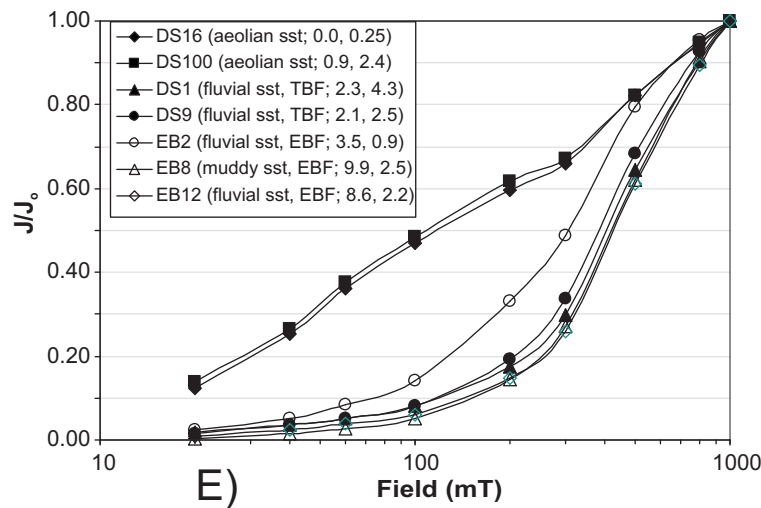 DS16 (aeolian sst; 0.0, 0.25)
DS100 (aeolian sst; 0.9, 2.4)
DS1 (fluvial sst, TBF; 2.3, 4.3)
DS9 (fluvial sst, TBF; 2.1, 2.5)
EB2 (fluvial sst, EBF; 3.5, 0.9)
EB8 (muddy sst, EBF; 9.9, 2.5)
EB12 (fluvial sst, EBF; 8.6, 2.2)
J/J₀
1.00
0.80
0.60
0.40
0.20
0.00
10
100
1000
E)
Field (mT)